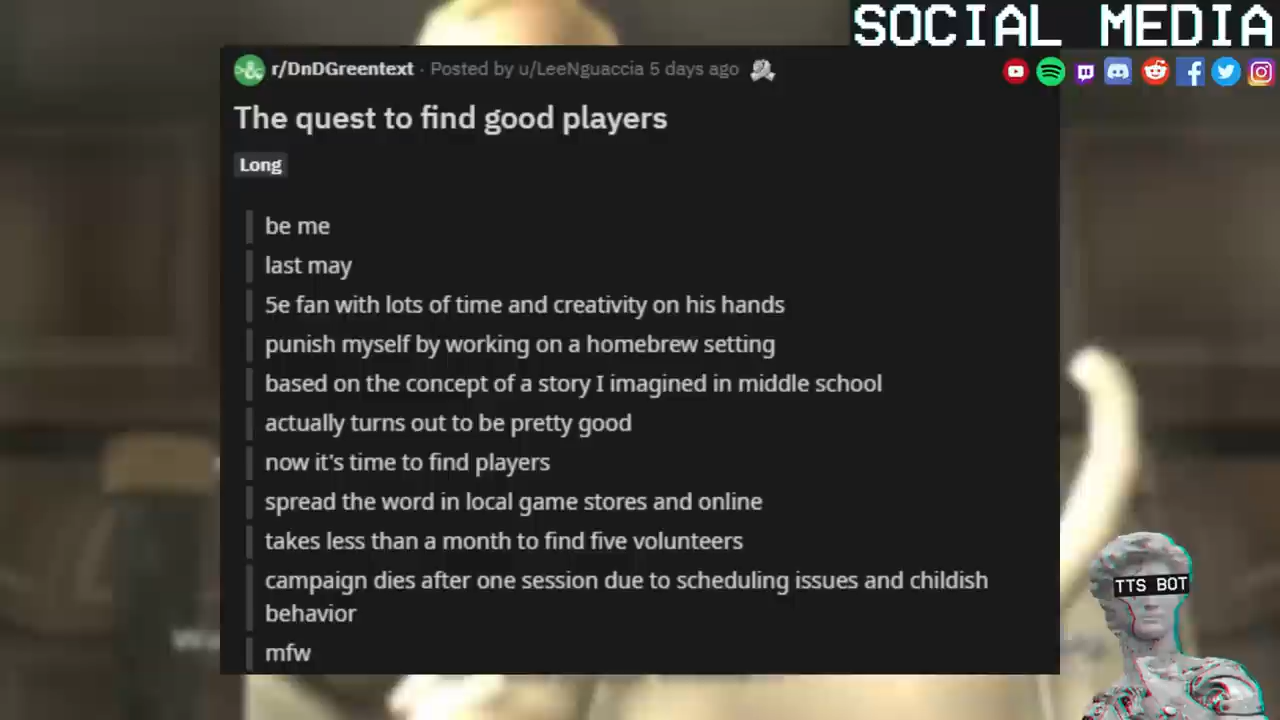 SOCIAL MEDIA
r/DnDGreentext · Posted by u/LeeNguaccia 5 days ago
The quest to find good players
Long
be me
last may
5e fan with lots of time and creativity on his hands
punish myself by working on a homebrew setting
based on the concept of a story I imagined in middle school
actually turns out to be pretty good
now it's time to find players
spread the word in local game stores and online
takes less than a month to find five volunteers
campaign dies after one session due to scheduling issues and childish
behavior
mfw
TTS BOT